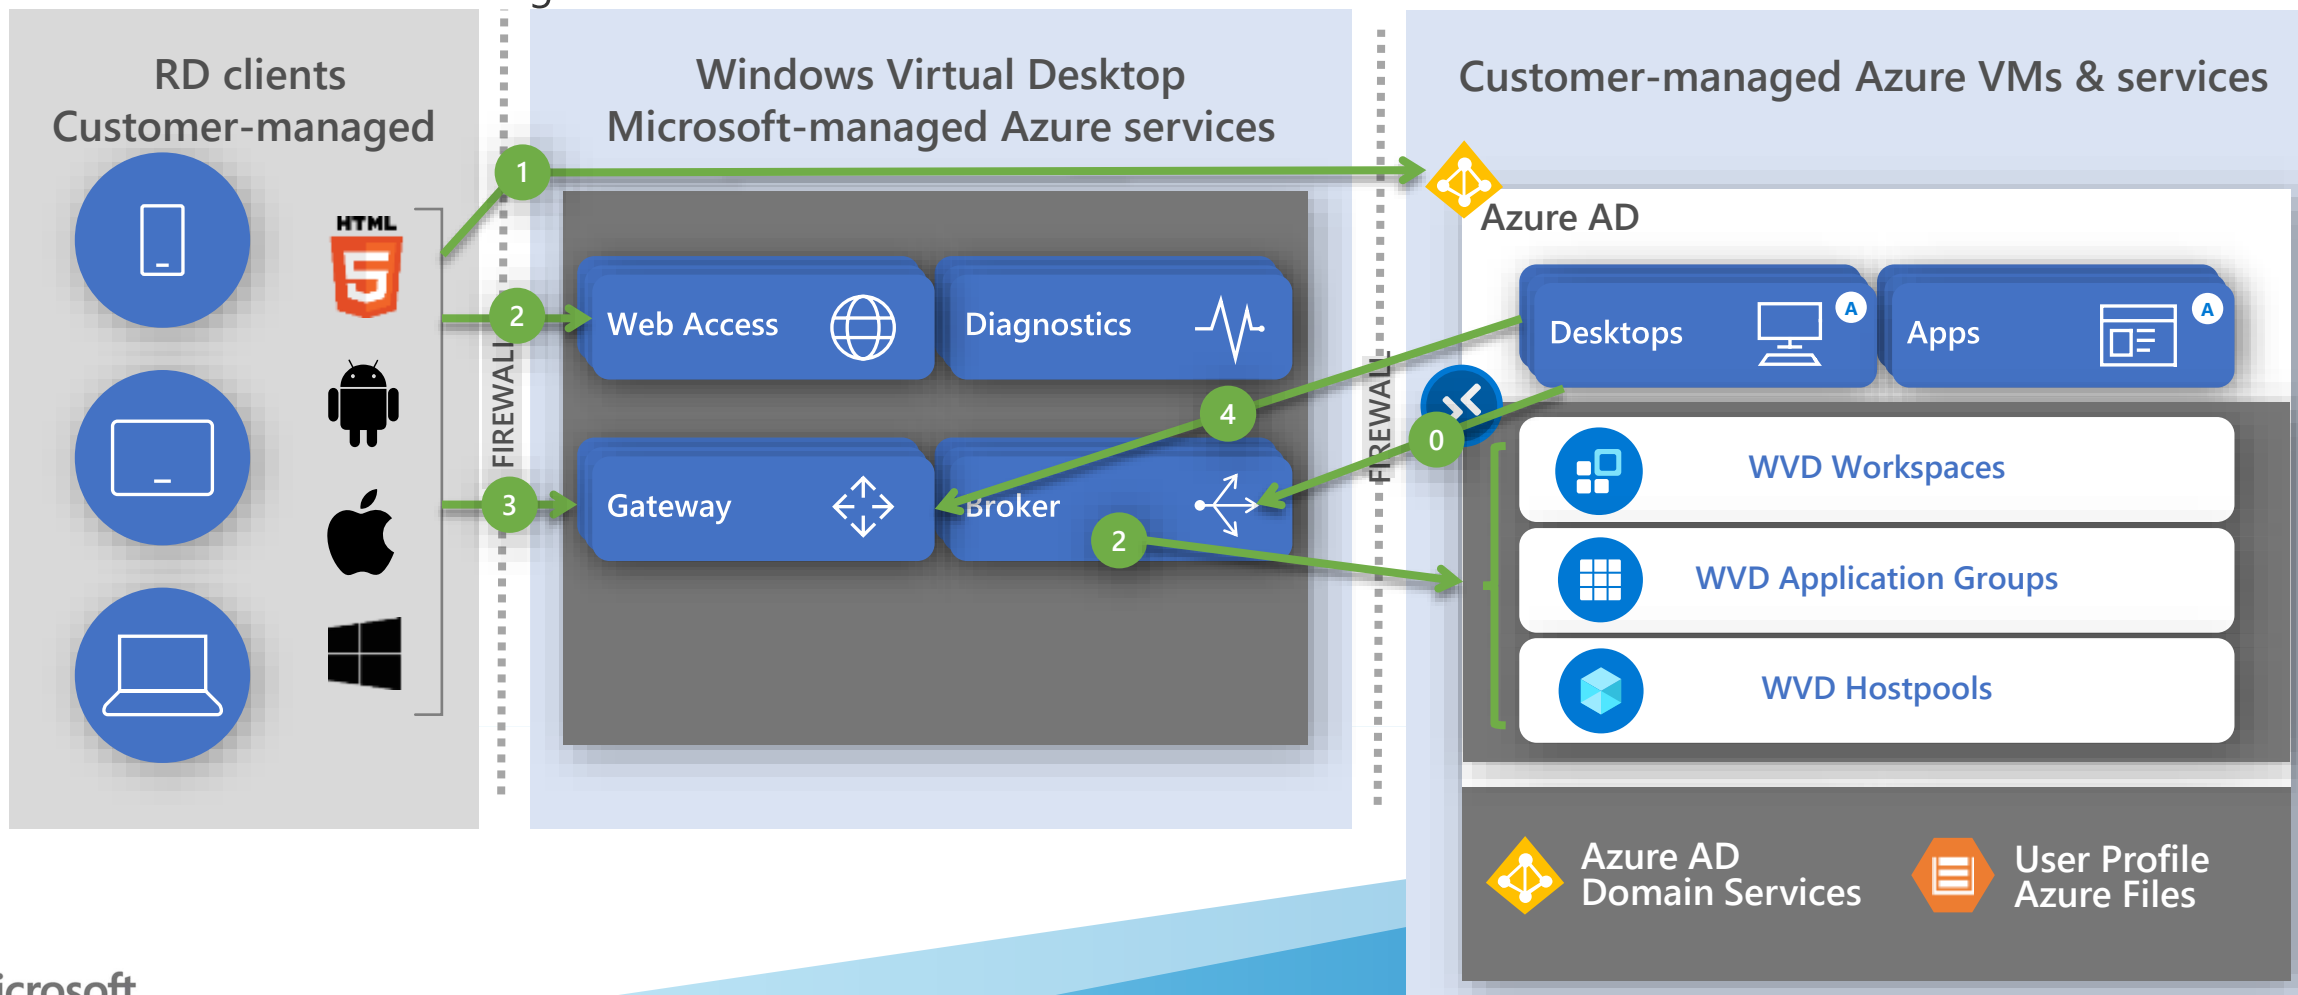 RD clients
Customer-managed
HTML
5
FIREWALL
Windows Virtual Desktop
Microsoft-managed Azure services
1
2
Web Access
Diagnostics
4
3
Gateway
Broker
2
FIREWALL
0
Customer-managed Azure VMs & services
Azure AD
Desktops
A
Apps
A
WVD Workspaces
WVD Application Groups
WVD Hostpools
Azure AD
Domain Services
User Profile
Azure Files